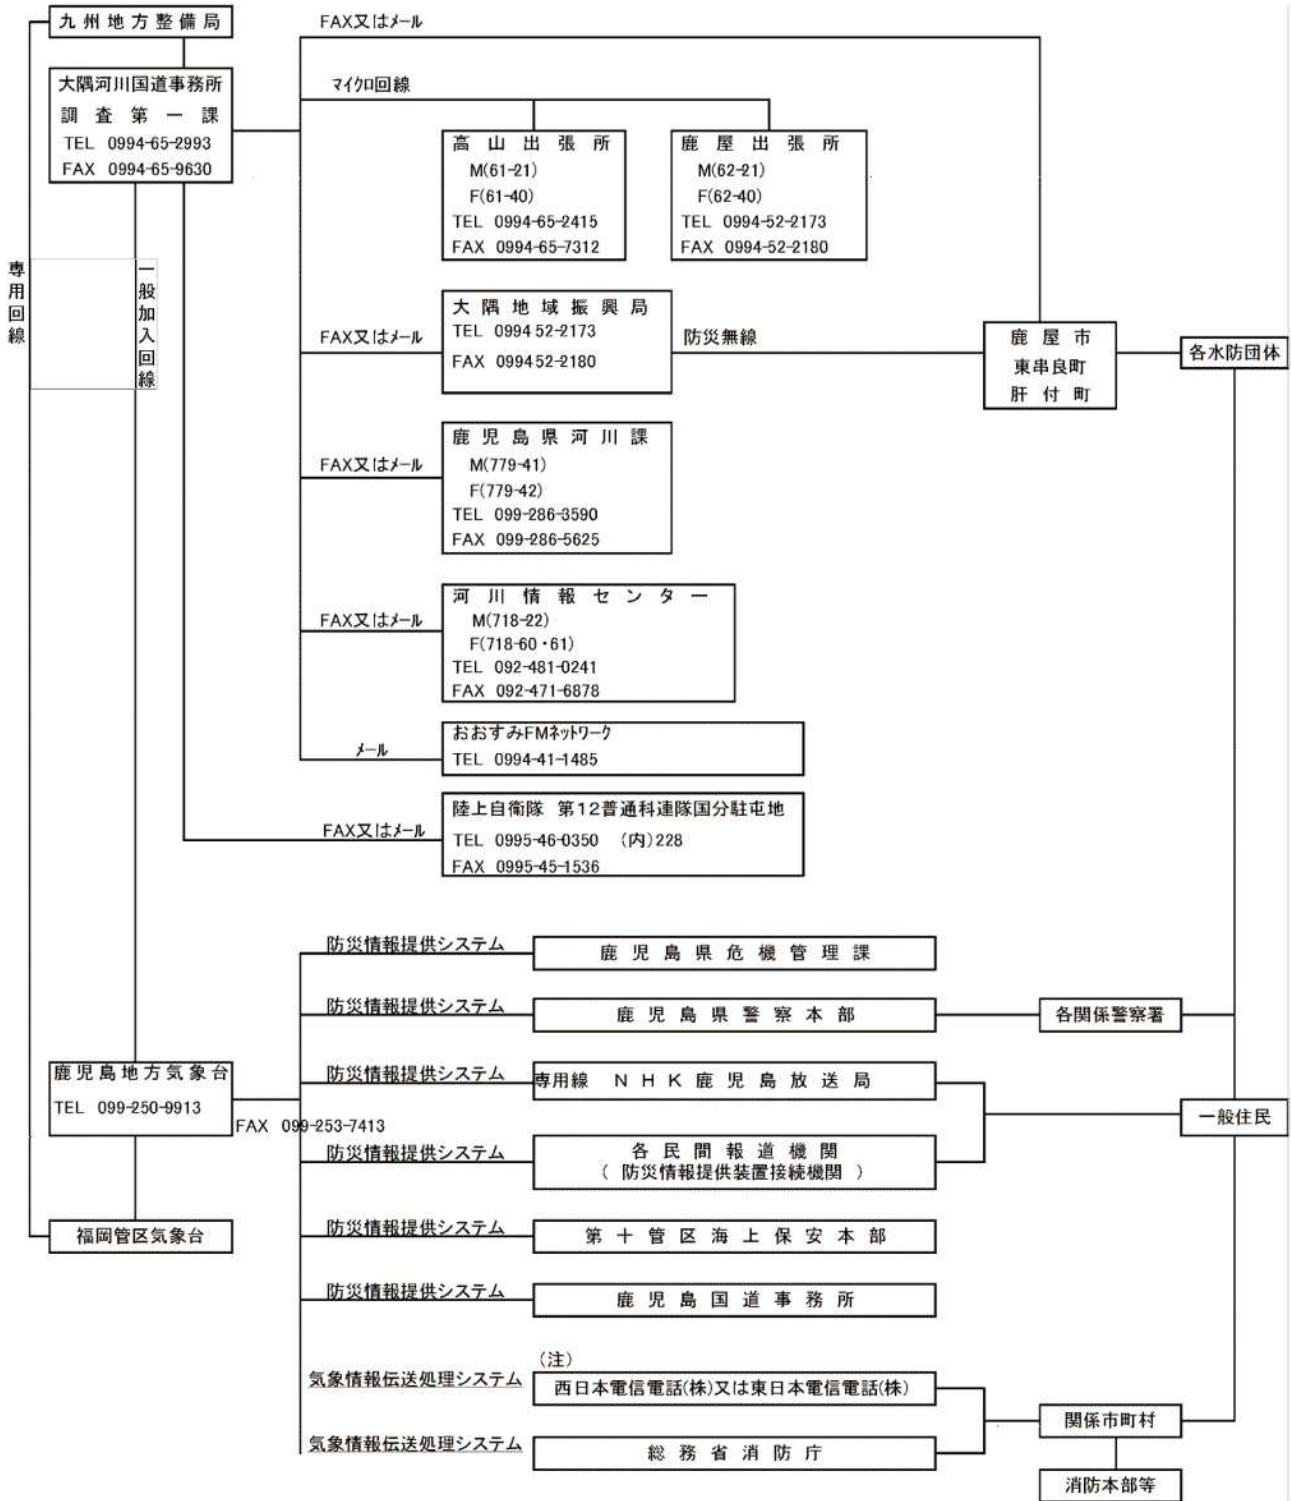 九州地方整備局
FAX又はメール
大隅河川国道事務所
調査第一課
TEL 0994-65-2993
FAX 0994-65-9630
マイクロ回線
高山出張所
M(61-21)
F(61-40)
TEL 0994-65-2415
FAX 0994-65-7312
鹿屋出張所
M(62-21)
F(62-40)
TEL 0994-52-2173
FAX 0994-52-2180
専用回線
一般加入回線
FAX又はメール
大隅地域振興局
TEL 099452-2173
FAX 099452-2180
防災無線
鹿屋市
東串良町
肝付町
各水防団体
FAX又はメール
鹿児島県河川課
M(779-41)
F(779-42)
TEL 099-286-3590
FAX 099-286-5625
FAX又はメール
河川情報センター
M(718-22)
F(718-60・61)
TEL 092-481-0241
FAX 092-471-6878
メール
おおすみFMネットワーク
TEL 0994-41-1485
FAX又はメール
陸上自衛隊 第12普通科連隊国分駐屯地
TEL 0995-46-0350 (内)228
FAX 0995-45-1536
防災情報提供システム
鹿児島県危機管理課
防災情報提供システム
鹿児島県警察本部
各関係警察署
鹿児島地方気象台
TEL 099-250-9913
FAX 099-253-7413
防災情報提供システム
専用線 NHK鹿児島放送局
一般住民
防災情報提供システム
各民間報道機関
(防災情報提供装置接続機関)
福岡管区気象台
防災情報提供システム
第十管区海上保安本部
防災情報提供システム
鹿児島国道事務所
(注)
気象情報伝送処理システム
西日本電信電話(株)又は東日本電信電話(株)
関係市町村
気象情報伝送処理システム
総務省消防庁
消防本部等